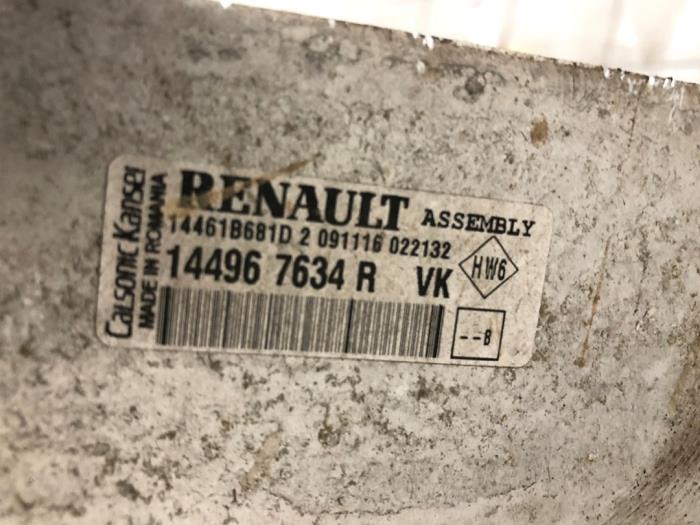 Calsonic Kansei
MADE IN ROMANIA
RENAULT ASSEMBLY
14461B681D 2 091116 022132
14496 7634 R VK
HW6
--B